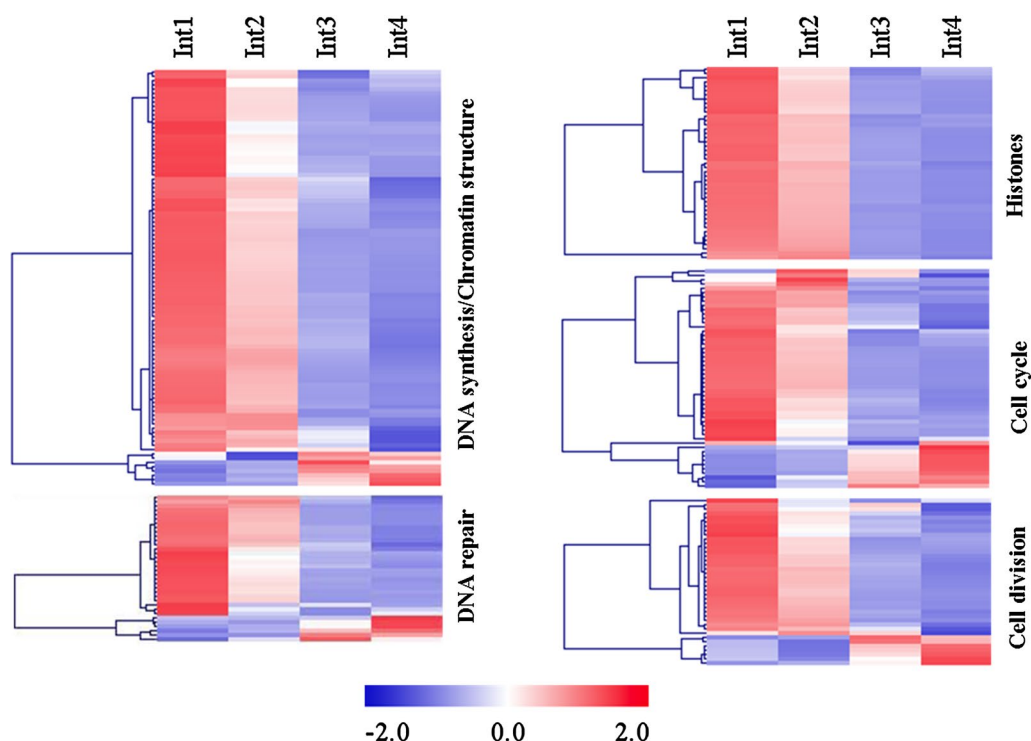 Int1 Int2 Int3 Int4
DNA synthesis/Chromatin structure
DNA repair
Int1 Int2 Int3 Int4
Histones
Cell cycle
Cell division
-2.0 0.0 2.0